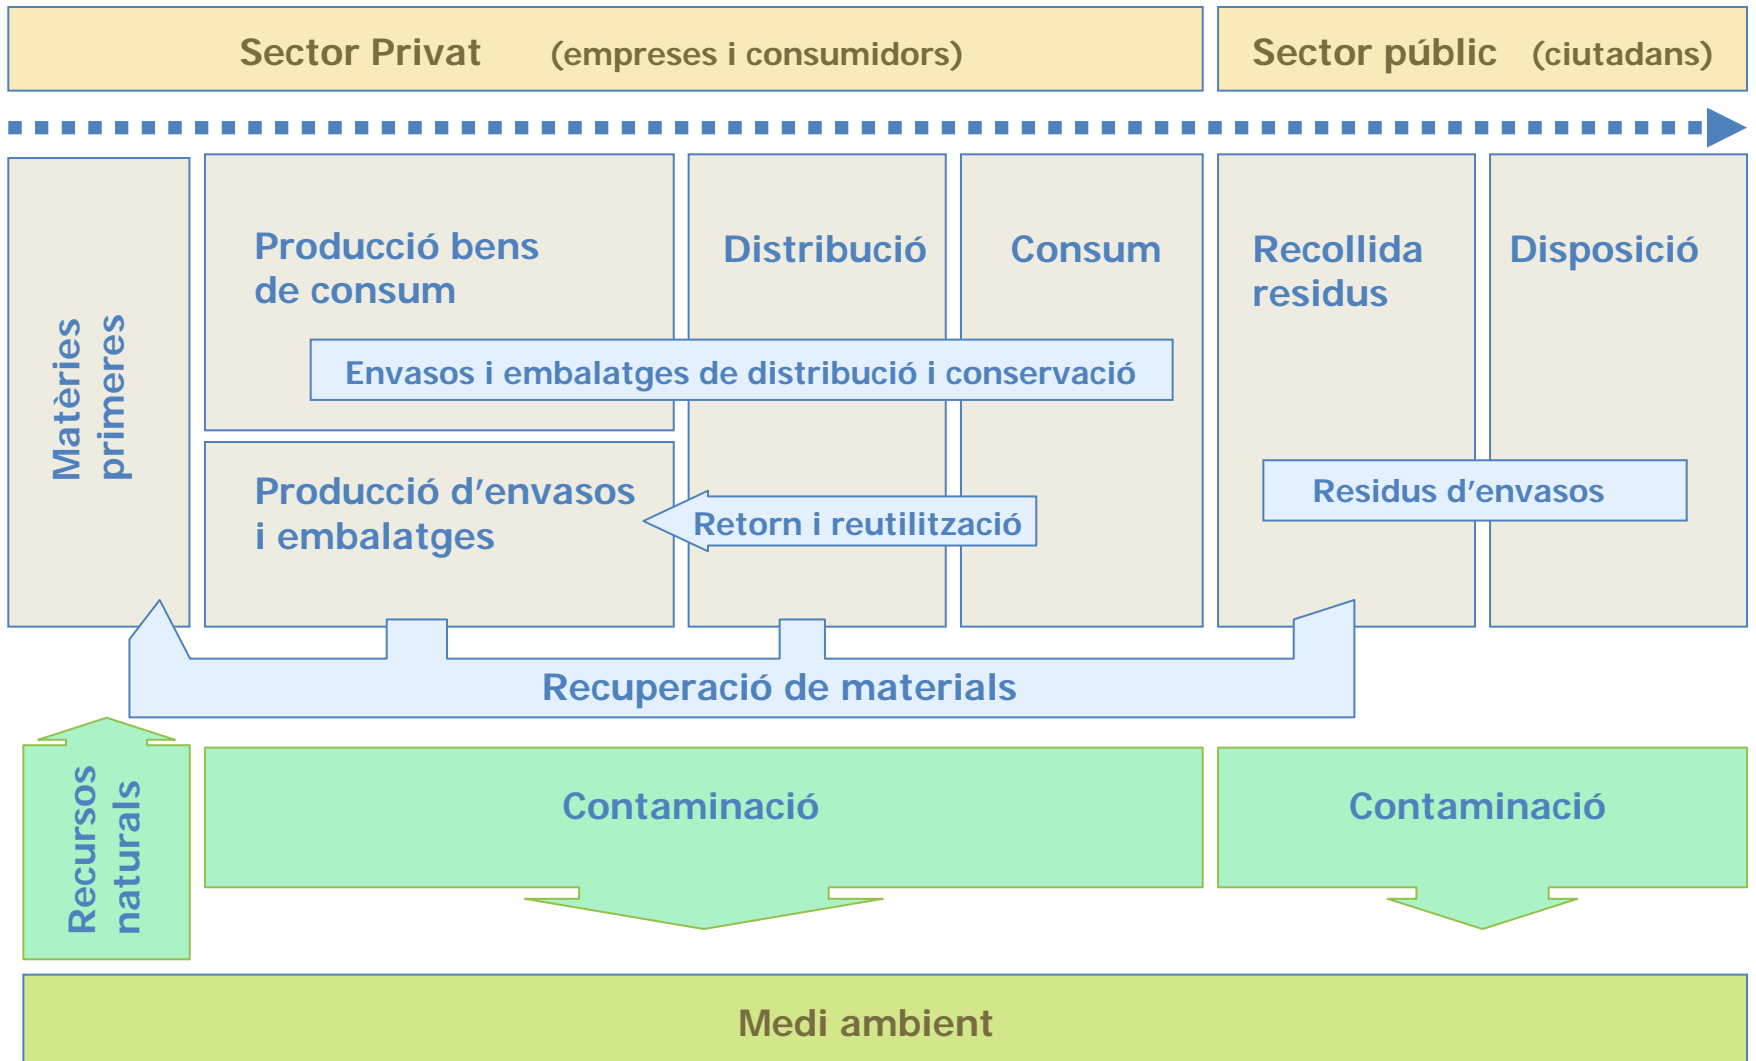 Sector Privat (empreses i consumidors)
Sector públic (ciutadans)
Matèries
primeres
Producció bens
de consum
Distribució
Consum
Recollida
residus
Disposició
Envasos i embalatges de distribució i conservació
Producció d'envasos
i embalatges
Retorn i reutilització
Residus d'envasos
Recuperació de materials
Recursos
naturals
Contaminació
Contaminació
Medi ambient